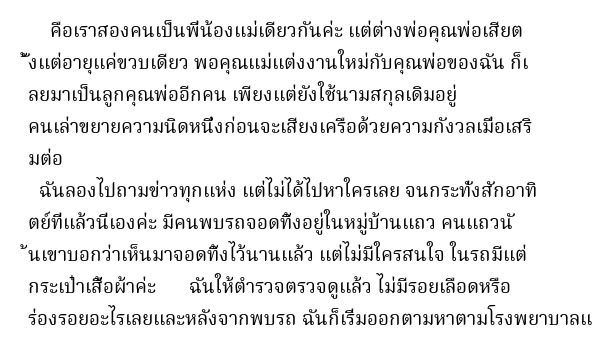 คือเราสองคนเป็นพี่น้องแม่เดียวกันค่ะ แต่ต่างพ่อคุณพ่อเสียต
ั้งแต่อายุแค่ขวบเดียว พอคุณแม่แต่งงานใหม่กับคุณพ่อของฉัน ก็เ
ลยมาเป็นลูกคุณพ่ออีกคน เพียงแต่ยังใช้นามสกุลเดิมอยู่
คนเล่าขยายความนิดหนึ่งก่อนจะเสียงเครือด้วยความกังวลเมื่อเสริ
มต่อ
ฉันลองไปถามข่าวทุกแห่ง แต่ไม่ได้ไปหาใครเลย จนกระทั่งสักอาทิ
ตย์ที่แล้วนี่เองค่ะ มีคนพบรถจอดทิ้งอยู่ในหมู่บ้านแถว คนแถวนั
้นเขาบอกว่าเห็นมาจอดทิ้งไว้นานแล้ว แต่ไม่มีใครสนใจ ในรถมีแต่
กระเป๋าเสื้อผ้าค่ะ ฉันให้ตำรวจตรวจดูแล้ว ไม่มีรอยเลือดหรือ
ร่องรอยอะไรเลยและหลังจากพบรถ ฉันก็เริ่มออกตามหาตามโรงพยาบาลแ